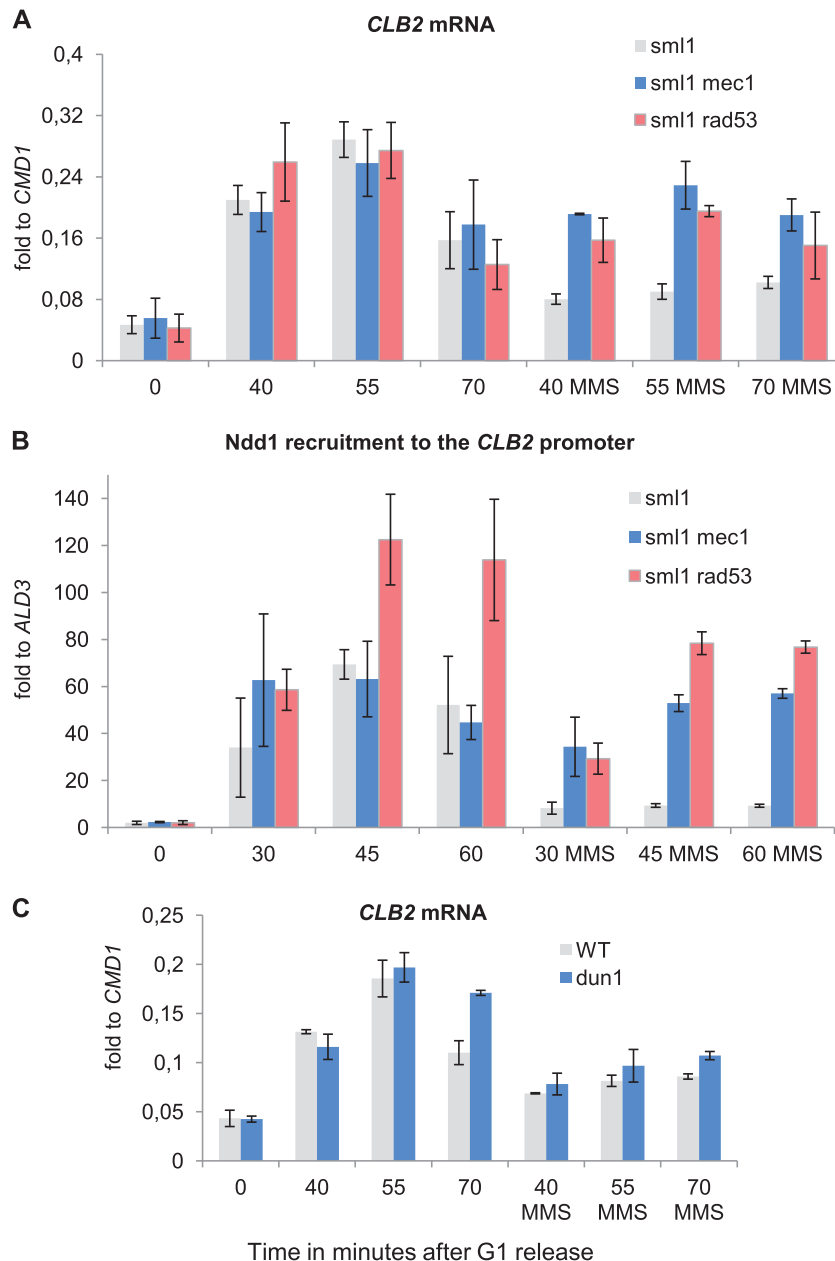 A
CLB2 mRNA
sml1
sml1 mec1
sml1 rad53
fold to CMD1
0,4
0,32
0,24
0,16
0,08
0
0 40 55 70 40 MMS 55 MMS 70 MMS
B
Ndd1 recruitment to the CLB2 promoter
sml1
sml1 mec1
sml1 rad53
fold to ALD3
140
120
100
80
60
40
20
0
0 30 45 60 30 MMS 45 MMS 60 MMS
C
CLB2 mRNA
WT
dun1
fold to CMD1
0,25
0,2
0,15
0,1
0,05
0
0 40 55 70 40 55 70
MMS MMS MMS
Time in minutes after G1 release